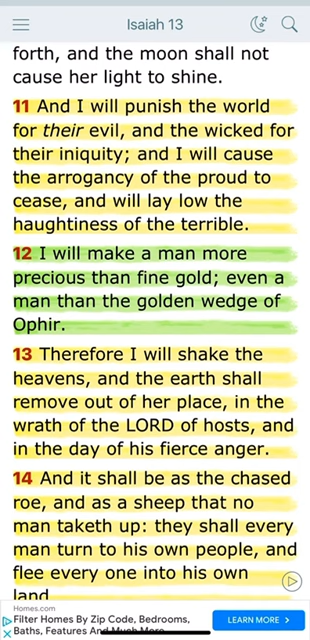 Isaiah 13
forth, and the moon shall not
cause her light to shine.
11 And I will punish the world
for their evil, and the wicked for
their iniquity; and I will cause
the arrogancy of the proud to
cease, and will lay low the
haughtiness of the terrible.
12 I will make a man more
precious than fine gold; even a
man than the golden wedge of
Ophir.
13 Therefore I will shake the
heavens, and the earth shall
remove out of her place, in the
wrath of the LORD of hosts, and
in the day of his fierce anger.
14 And it shall be as the chased
roe, and as a sheep that no
man taketh up: they shall every
man turn to his own people, and
flee every one into his own
land.
Homes.com
Filter Homes By Zip Code, Bedrooms,
Baths, Features And Much More
LEARN MORE >